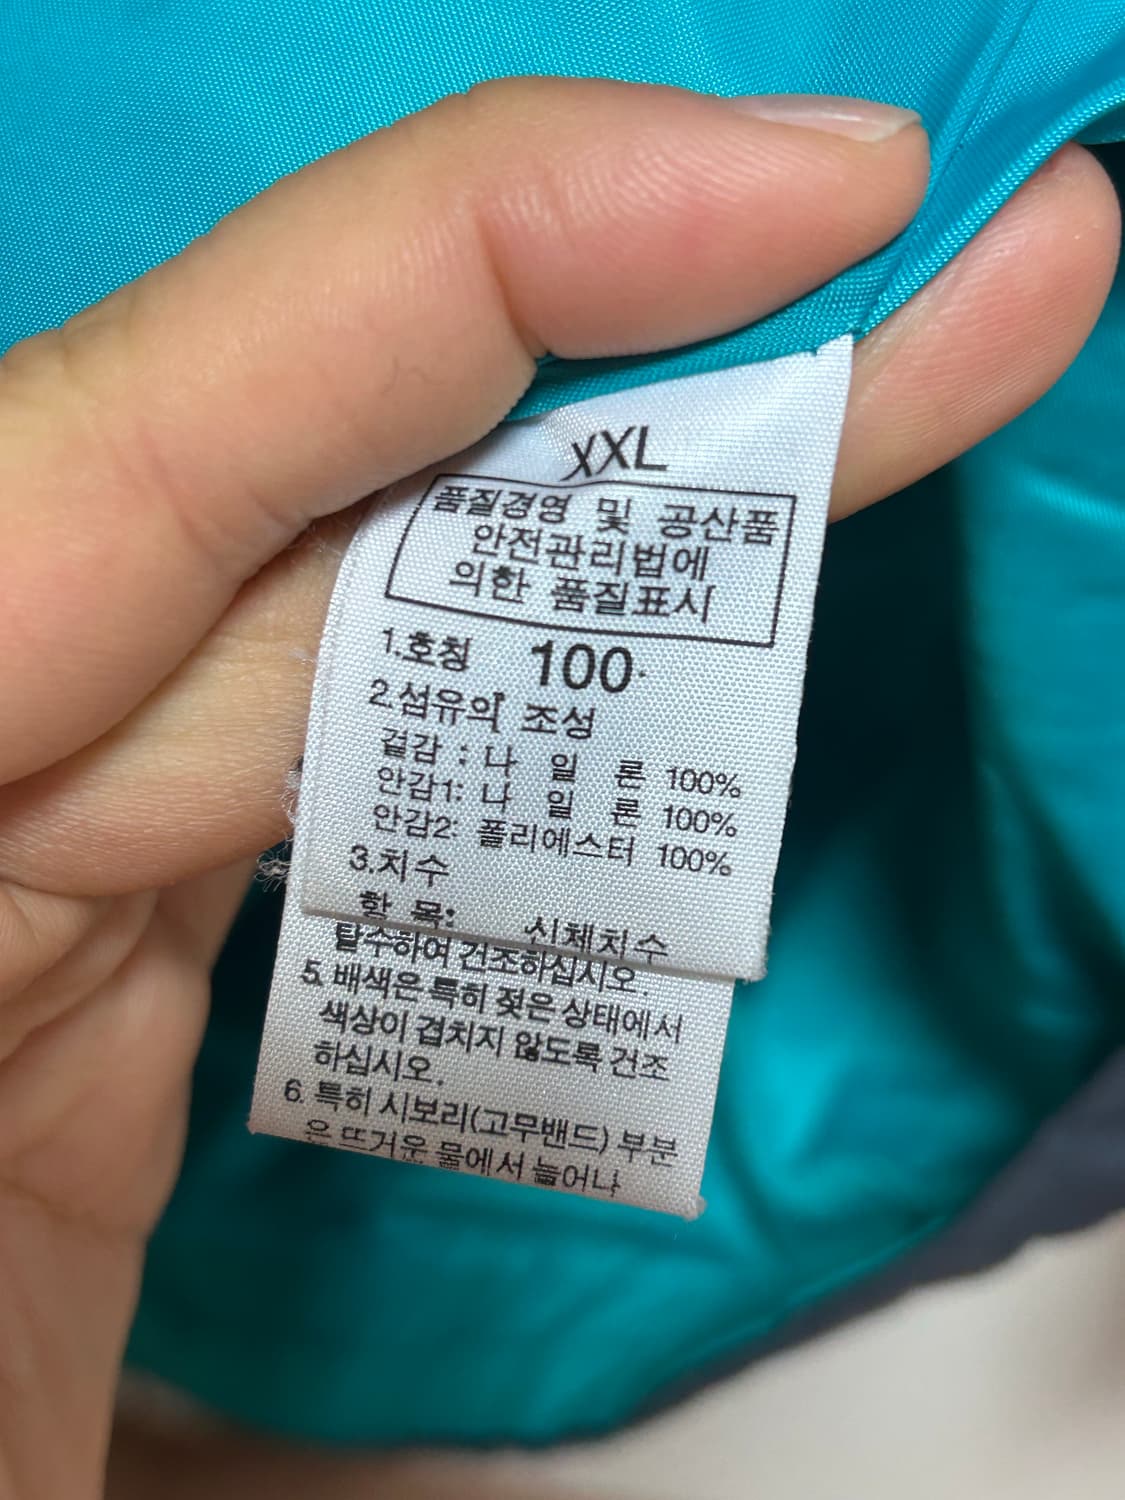 XXL
품질경영 및 공산품
안전관리법에
의한 품질표시
1.호칭 100
2.섬유의 조성
겉감 : 나 일 론 100%
안감1: 나 일 론 100%
안감2: 폴리에스터 100%
3.치수
항 목: 신체치수
탈수하여 건조하십시오.
5. 배색은 특히 젖은 상태에서
색상이 겹치지 않도록 건조
하십시오.
6. 특히 시보리(고무밴드) 부분
은 뜨거운 물에서 늘어나